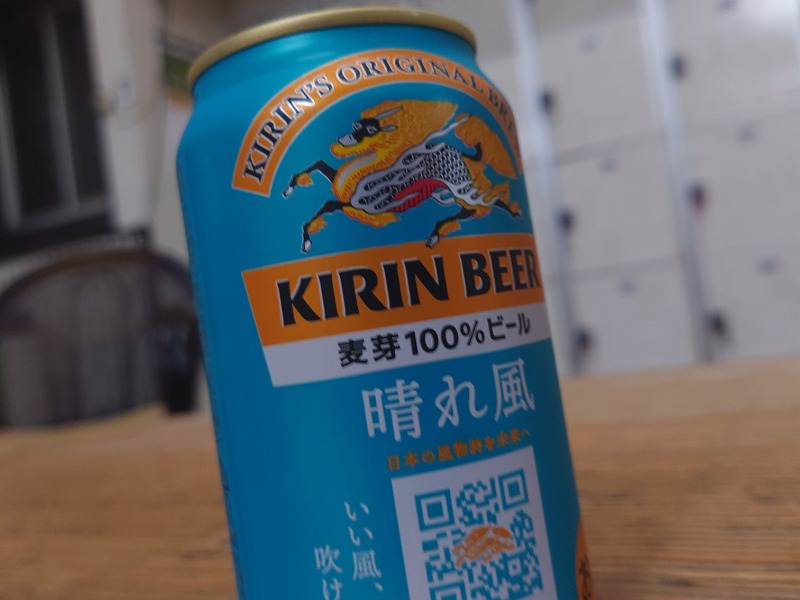 KIRIN'S ORIGINAL
KIRIN BEER
麦芽100%ビール
晴れ風
日本の風物詩を未来へ
いい風、
吹け